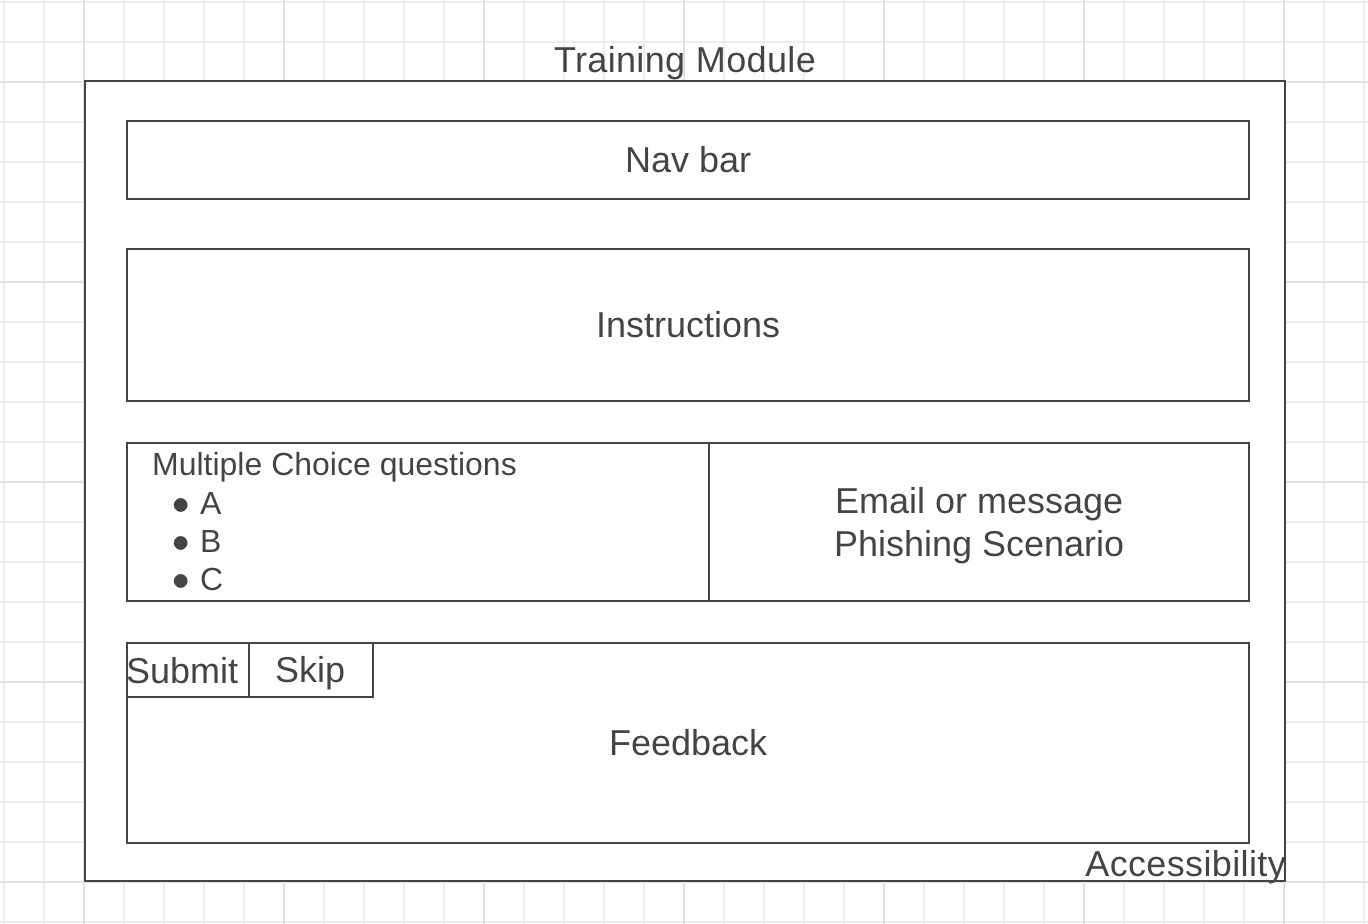 Training Module
Nav bar
Instructions
Multiple Choice questions
● A
● B
● C
Email or message
Phishing Scenario
Submit
Skip
Feedback
Accessibility